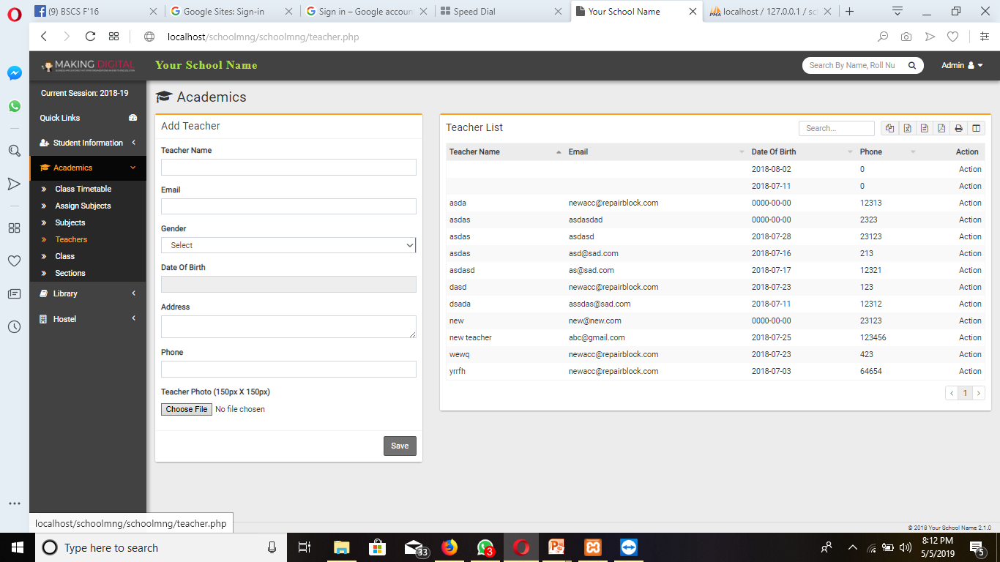 (9) BSCS F'16
Google Sites: Sign-in
Sign in – Google accoun
Speed Dial
Your School Name
localhost / 127.0.0.1 / sc
localhost/schoolmng/schoolmng/teacher.php
MAKING DIGITAL
Your School Name
Search By Name, Roll Nu
Admin
Current Session: 2018-19
Quick Links
Student Information
Academics
Class Timetable
Assign Subjects
Subjects
Teachers
Class
Sections
Library
Hostel
Academics
Add Teacher
Teacher Name
Email
Gender
Select
Date Of Birth
Address
Phone
Teacher Photo (150px X 150px)
Choose File No file chosen
Save
Teacher List
Search...
Teacher Name Email Date Of Birth Phone Action
2018-08-02 0 Action
2018-07-11 0 Action
asda newacc@repairblock.com 0000-00-00 12313 Action
asdas asdasdad 0000-00-00 2323 Action
asdas asdasd 2018-07-28 23123 Action
asdas asd@sad.com 2018-07-16 213 Action
asdasd as@sad.com 2018-07-17 12321 Action
dasd newacc@repairblock.com 2018-07-23 123 Action
dsada assdas@sad.com 2018-07-11 12312 Action
new new@new.com 0000-00-00 23123 Action
new teacher abc@gmail.com 2018-07-25 123456 Action
wewq newacc@repairblock.com 2018-07-23 423 Action
yrrfh newacc@repairblock.com 2018-07-03 64654 Action
1
localhost/schoolmng/schoolmng/teacher.php
© 2018 Your School Name 2.1.0
Type here to search
33
3
8:12 PM
5/5/2019
5